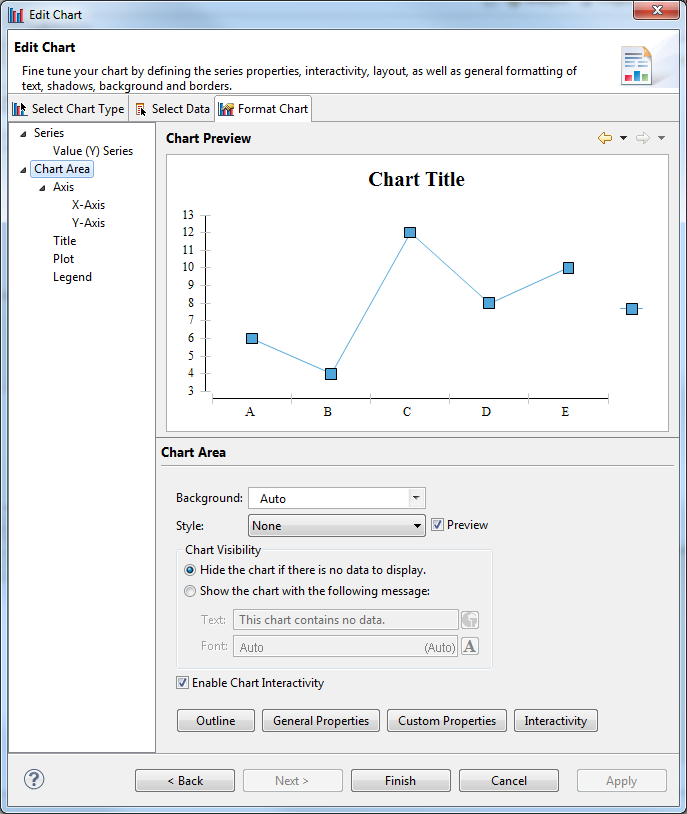 Edit Chart
Edit Chart
Fine tune your chart by defining the series properties, interactivity, layout, as well as general formatting of
text, shadows, background and borders.
Select Chart Type
Select Data
Format Chart
Series
Value (Y) Series
Chart Area
Axis
X-Axis
Y-Axis
Title
Plot
Legend
Chart Preview
Chart Title
13
12
11
10
9
8
7
6
5
4
3
A B C D E
Chart Area
Background: Auto
Style: None Preview
Chart Visibility
Hide the chart if there is no data to display.
Show the chart with the following message:
Text: This chart contains no data.
Font: Auto (Auto) A
Enable Chart Interactivity
Outline General Properties Custom Properties Interactivity
? < Back Next > Finish Cancel Apply